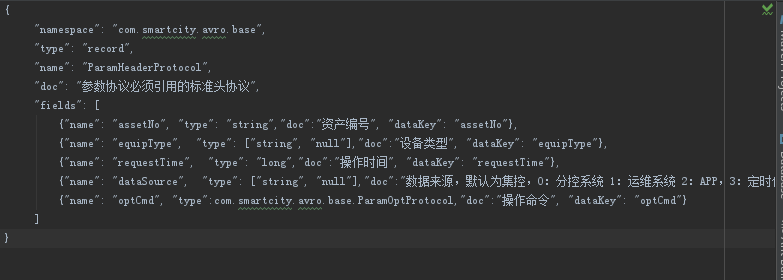 {
"namespace": "com.smartcity.avro.base",
"type": "record",
"name": "ParamHeaderProtocol",
"doc": "参数协议必须引用的标准头协议",
"fields": [
{"name": "assetNo", "type": "string","doc":"资产编号", "dataKey": "assetNo"},
{"name": "equipType", "type": ["string", "null"],"doc":"设备类型", "dataKey": "equipType"},
{"name": "requestTime", "type": "long","doc":"操作时间", "dataKey": "requestTime"},
{"name": "dataSource", "type": ["string", "null"],"doc":"数据来源，默认为集控，0：分控系统 1：运维系统 2：APP，3：定时
{"name": "optCmd", "type":com.smartcity.avro.base.ParamOptProtocol,"doc":"操作命令", "dataKey": "optCmd"}
]
}